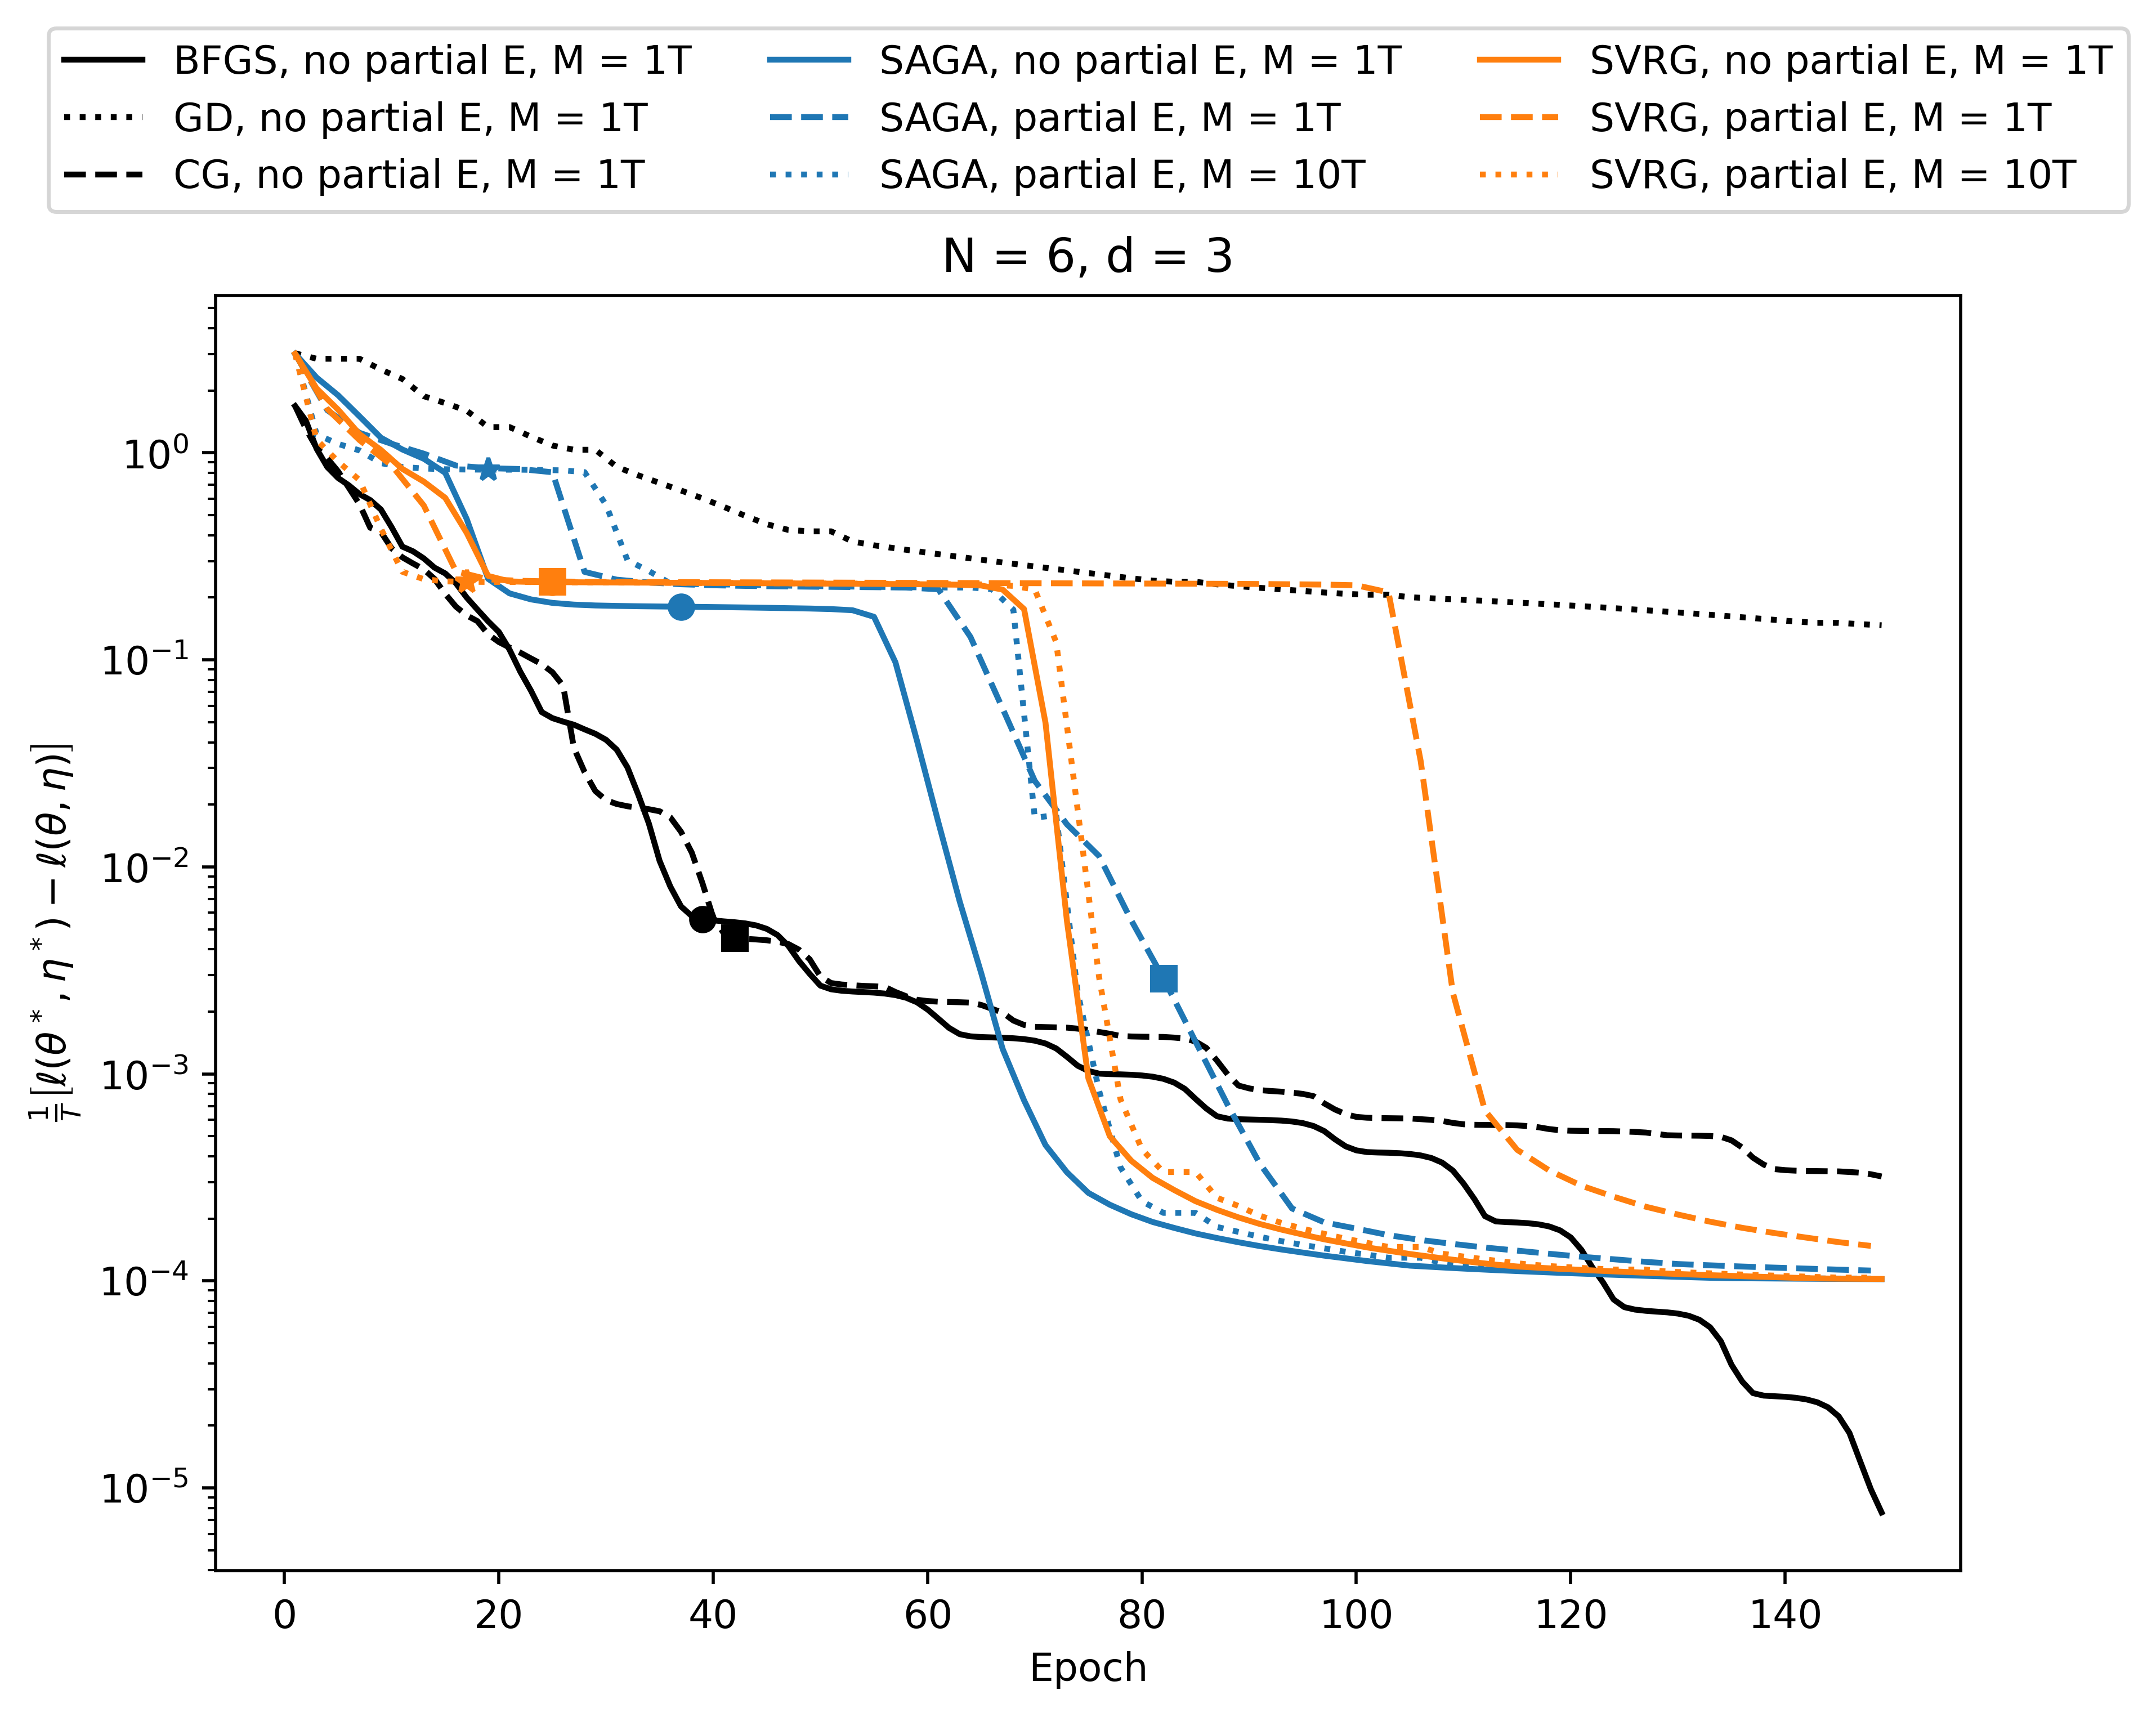 BFGS, no partial E, M = 1T
GD, no partial E, M = 1T
CG, no partial E, M = 1T
SAGA, no partial E, M = 1T
SAGA, partial E, M = 1T
SAGA, partial E, M = 10T
SVRG, no partial E, M = 1T
SVRG, partial E, M = 1T
SVRG, partial E, M = 10T
N = 6, d = 3
10⁰
10⁻¹
10⁻²
10⁻³
10⁻⁴
10⁻⁵
1/T [ℓ(θ*, η*) − ℓ(θ, η)]
0 20 40 60 80 100 120 140
Epoch